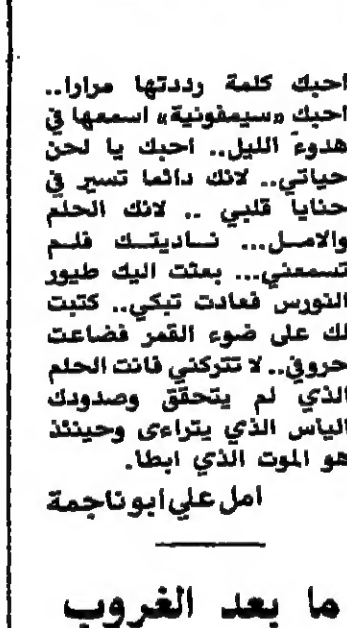 احبك كلمة رددتها مرارا..
احبك «سيمفونية» اسمعها في
هدوء الليل.. احبك يا لحن
حياتي.. لانك دائما تسير في
حنايا قلبي .. لانك الحلم
والامـل... نـاديتـك فلـم
تسمعني... بعثت اليك طيور
النورس فعادت تبكي.. كتبت
لك على ضوء القمر فضاعت
حروفي.. لا تتركني فانت الحلم
الذي لم يتحقق وصدودك
الياس الذي يتراءى وحينئذ
هو الموت الذي ابطا.
امل علي ابو ناجمة
ما بعد الغروب